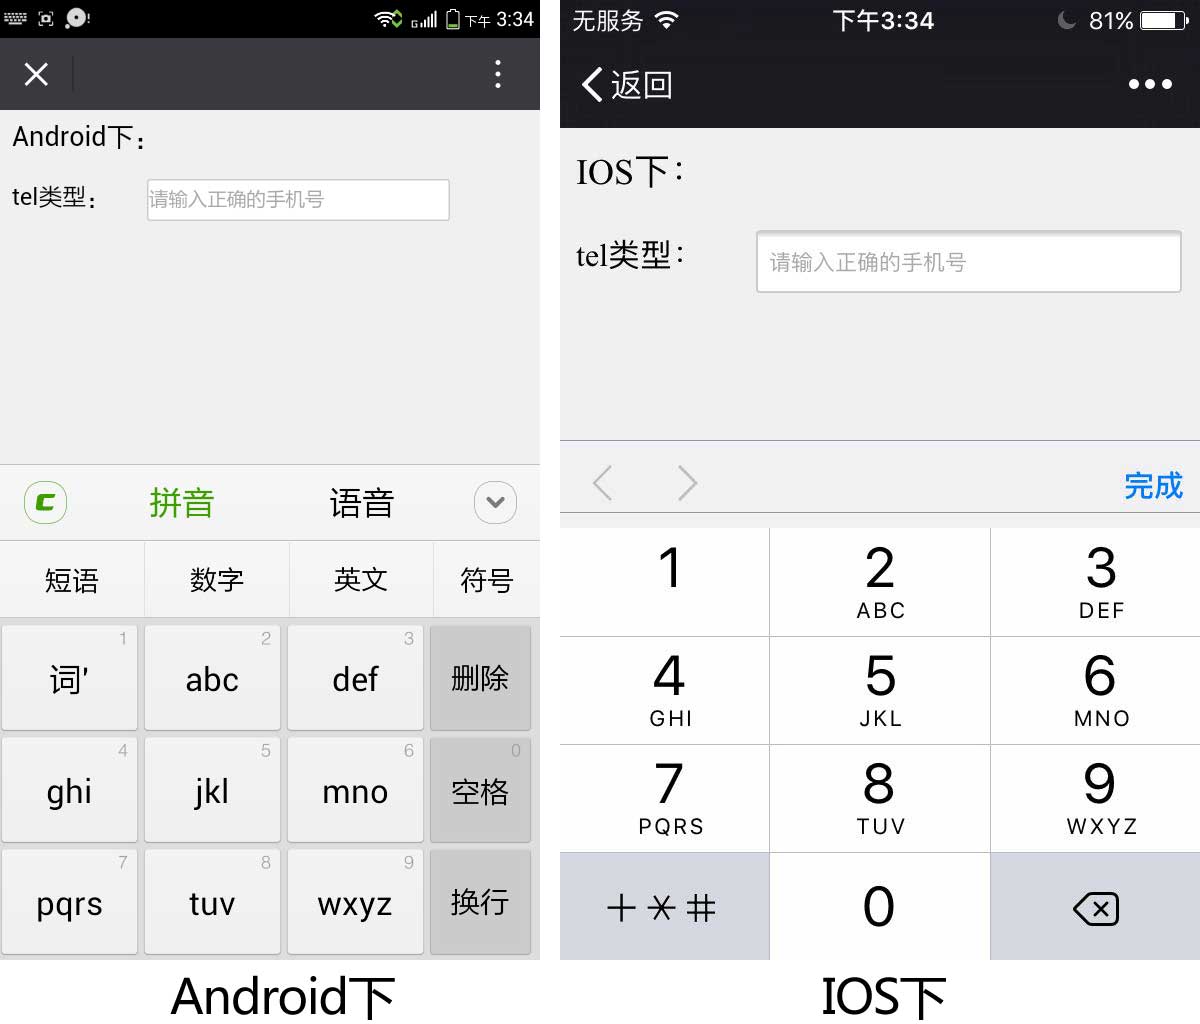 下午 3:34
Android下：
tel类型：
请输入正确的手机号
拼音
语音
短语
数字
英文
符号
1
词'
2
abc
3
def
删除
4
ghi
5
jkl
6
mno
0
空格
7
pqrs
8
tuv
9
wxyz
换行
Android下
无服务
下午3:34
81%
返回
IOS下：
tel类型：
请输入正确的手机号
完成
1
2
ABC
3
DEF
4
GHI
5
JKL
6
MNO
7
PQRS
8
TUV
9
WXYZ
+*#
0
IOS下